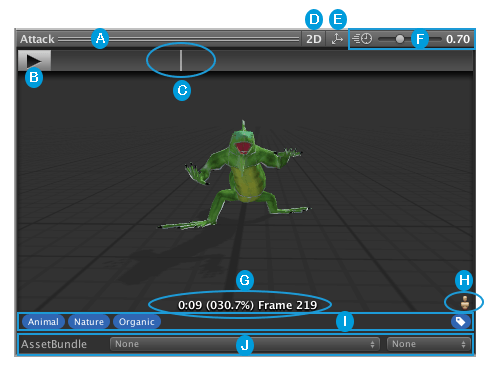 D E
Attack A 2D F 0.70
B C
G H
0:09 (030.7%) Frame 219
Animal Nature Organic I
AssetBundle None J None